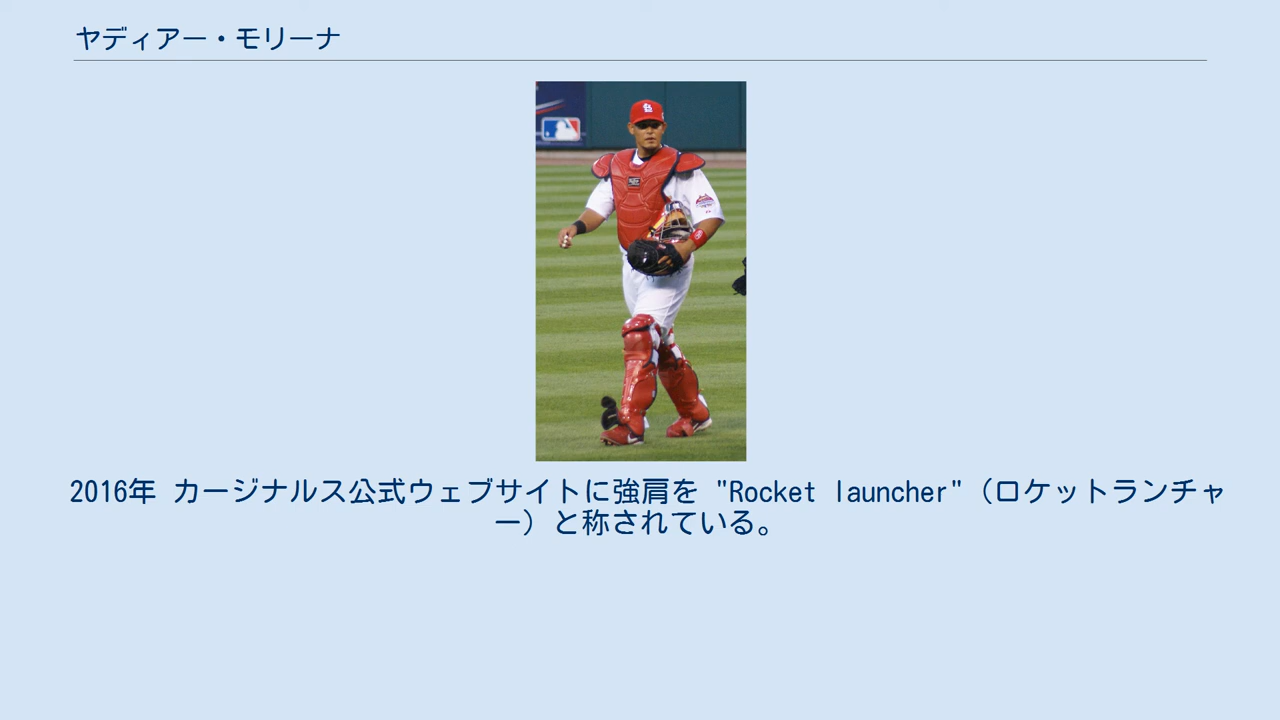 ヤディアー・モリーナ
2016年 カージナルス公式ウェブサイトに強肩を "Rocket launcher"（ロケットランチャ
ー）と称されている。